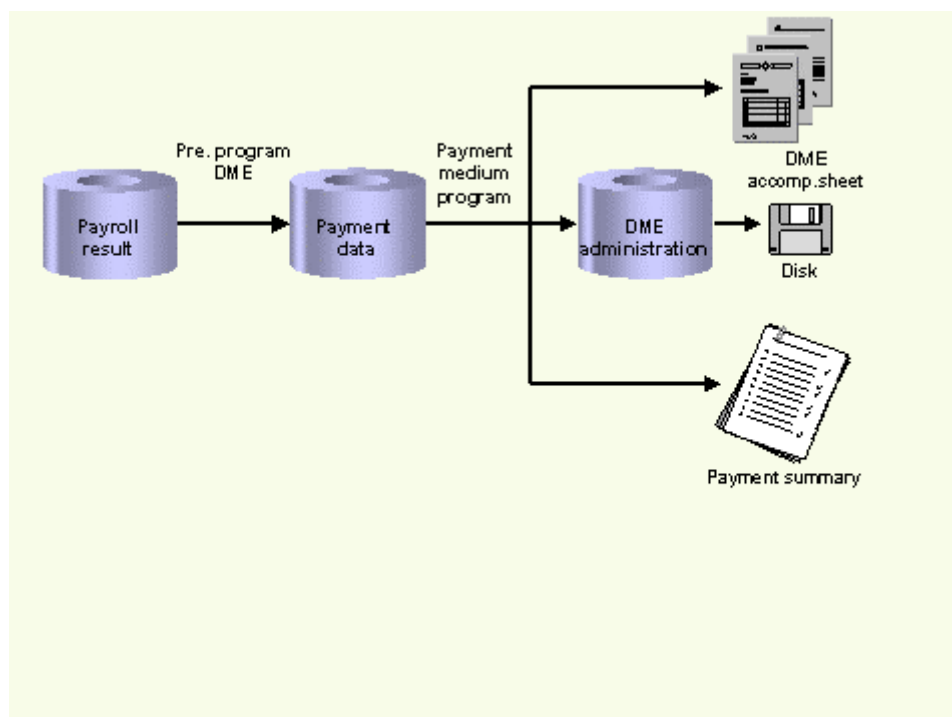 Pre. program
DME
Payment
medium
program
DME
accomp.sheet
Payroll
result
Payment
data
DME
administration
Disk
Payment summary